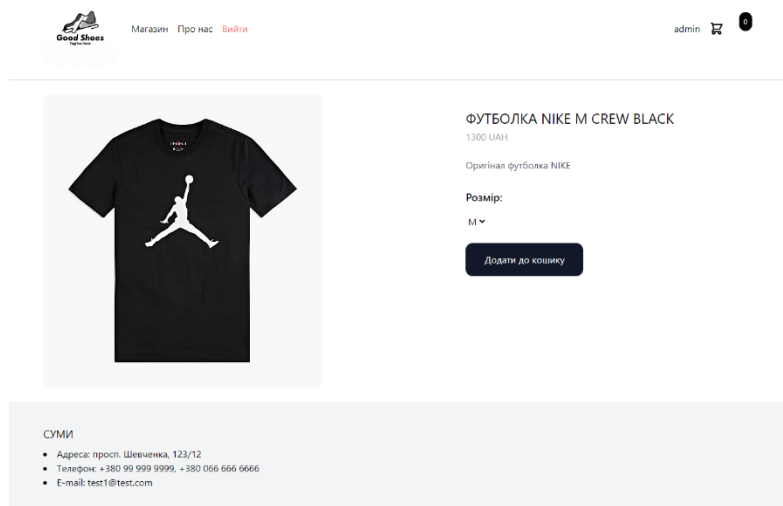 Good Shoes
Tagline Here
Магазин Про нас Вийти
admin
0
ФУТБОЛКА NIKE M CREW BLACK
1300 UAH
Оригінал футболка NIKE
Розмір:
M
Додати до кошику
СУМИ
Адреса: просп. Шевченка, 123/12
Телефон: +380 99 999 9999, +380 066 666 6666
E-mail: test1@test.com